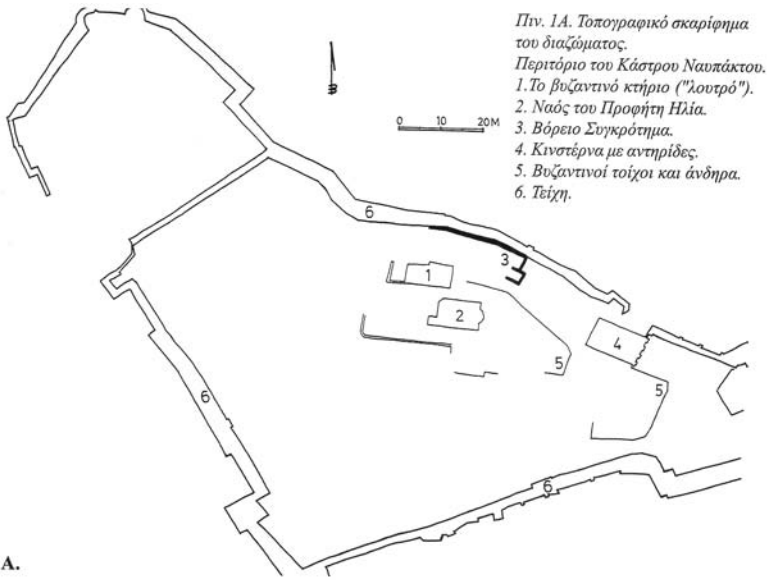 Πιν. 1Α. Τοπογραφικό σκαρίφημα
του διαζώματος.
Περιτόριο του Κάστρου Ναυπάκτου.
1.Το βυζαντινό κτήριο ("λουτρό").
2. Ναός του Προφήτη Ηλία.
3. Βόρειο Συγκρότημα.
4. Κινστέρνα με αντηρίδες.
5. Βυζαντινοί τοίχοι και άνδηρα.
6. Τείχη.
B
0 10 20M
6
3
1
2
4
5
5
6
6
A.